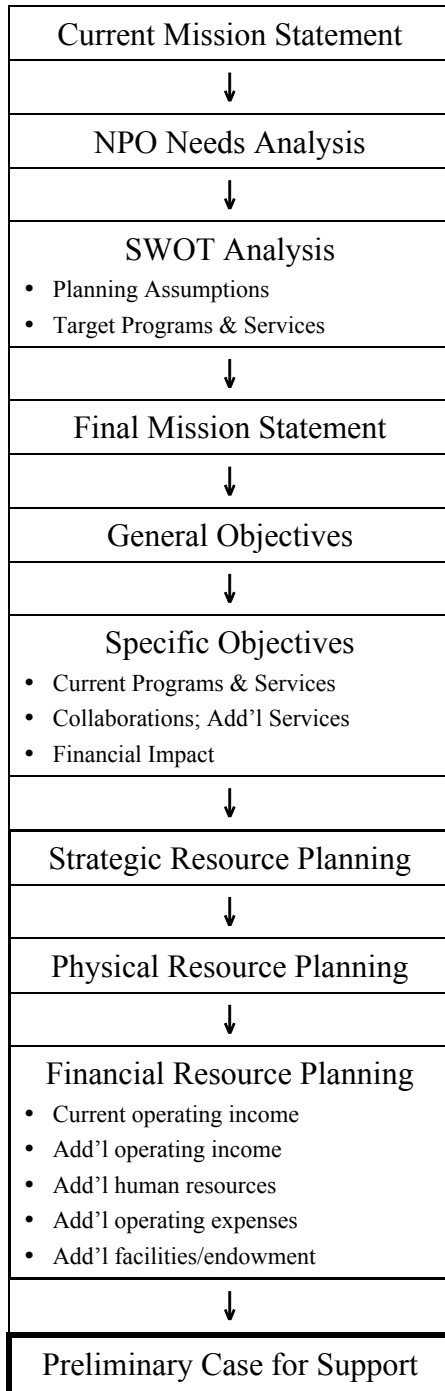 Current Mission Statement
↓
NPO Needs Analysis
↓
SWOT Analysis
• Planning Assumptions
• Target Programs & Services
↓
Final Mission Statement
↓
General Objectives
↓
Specific Objectives
• Current Programs & Services
• Collaborations; Add’l Services
• Financial Impact
↓
Strategic Resource Planning
↓
Physical Resource Planning
↓
Financial Resource Planning
• Current operating income
• Add’l operating income
• Add’l human resources
• Add’l operating expenses
• Add’l facilities/endowment
↓
Preliminary Case for Support